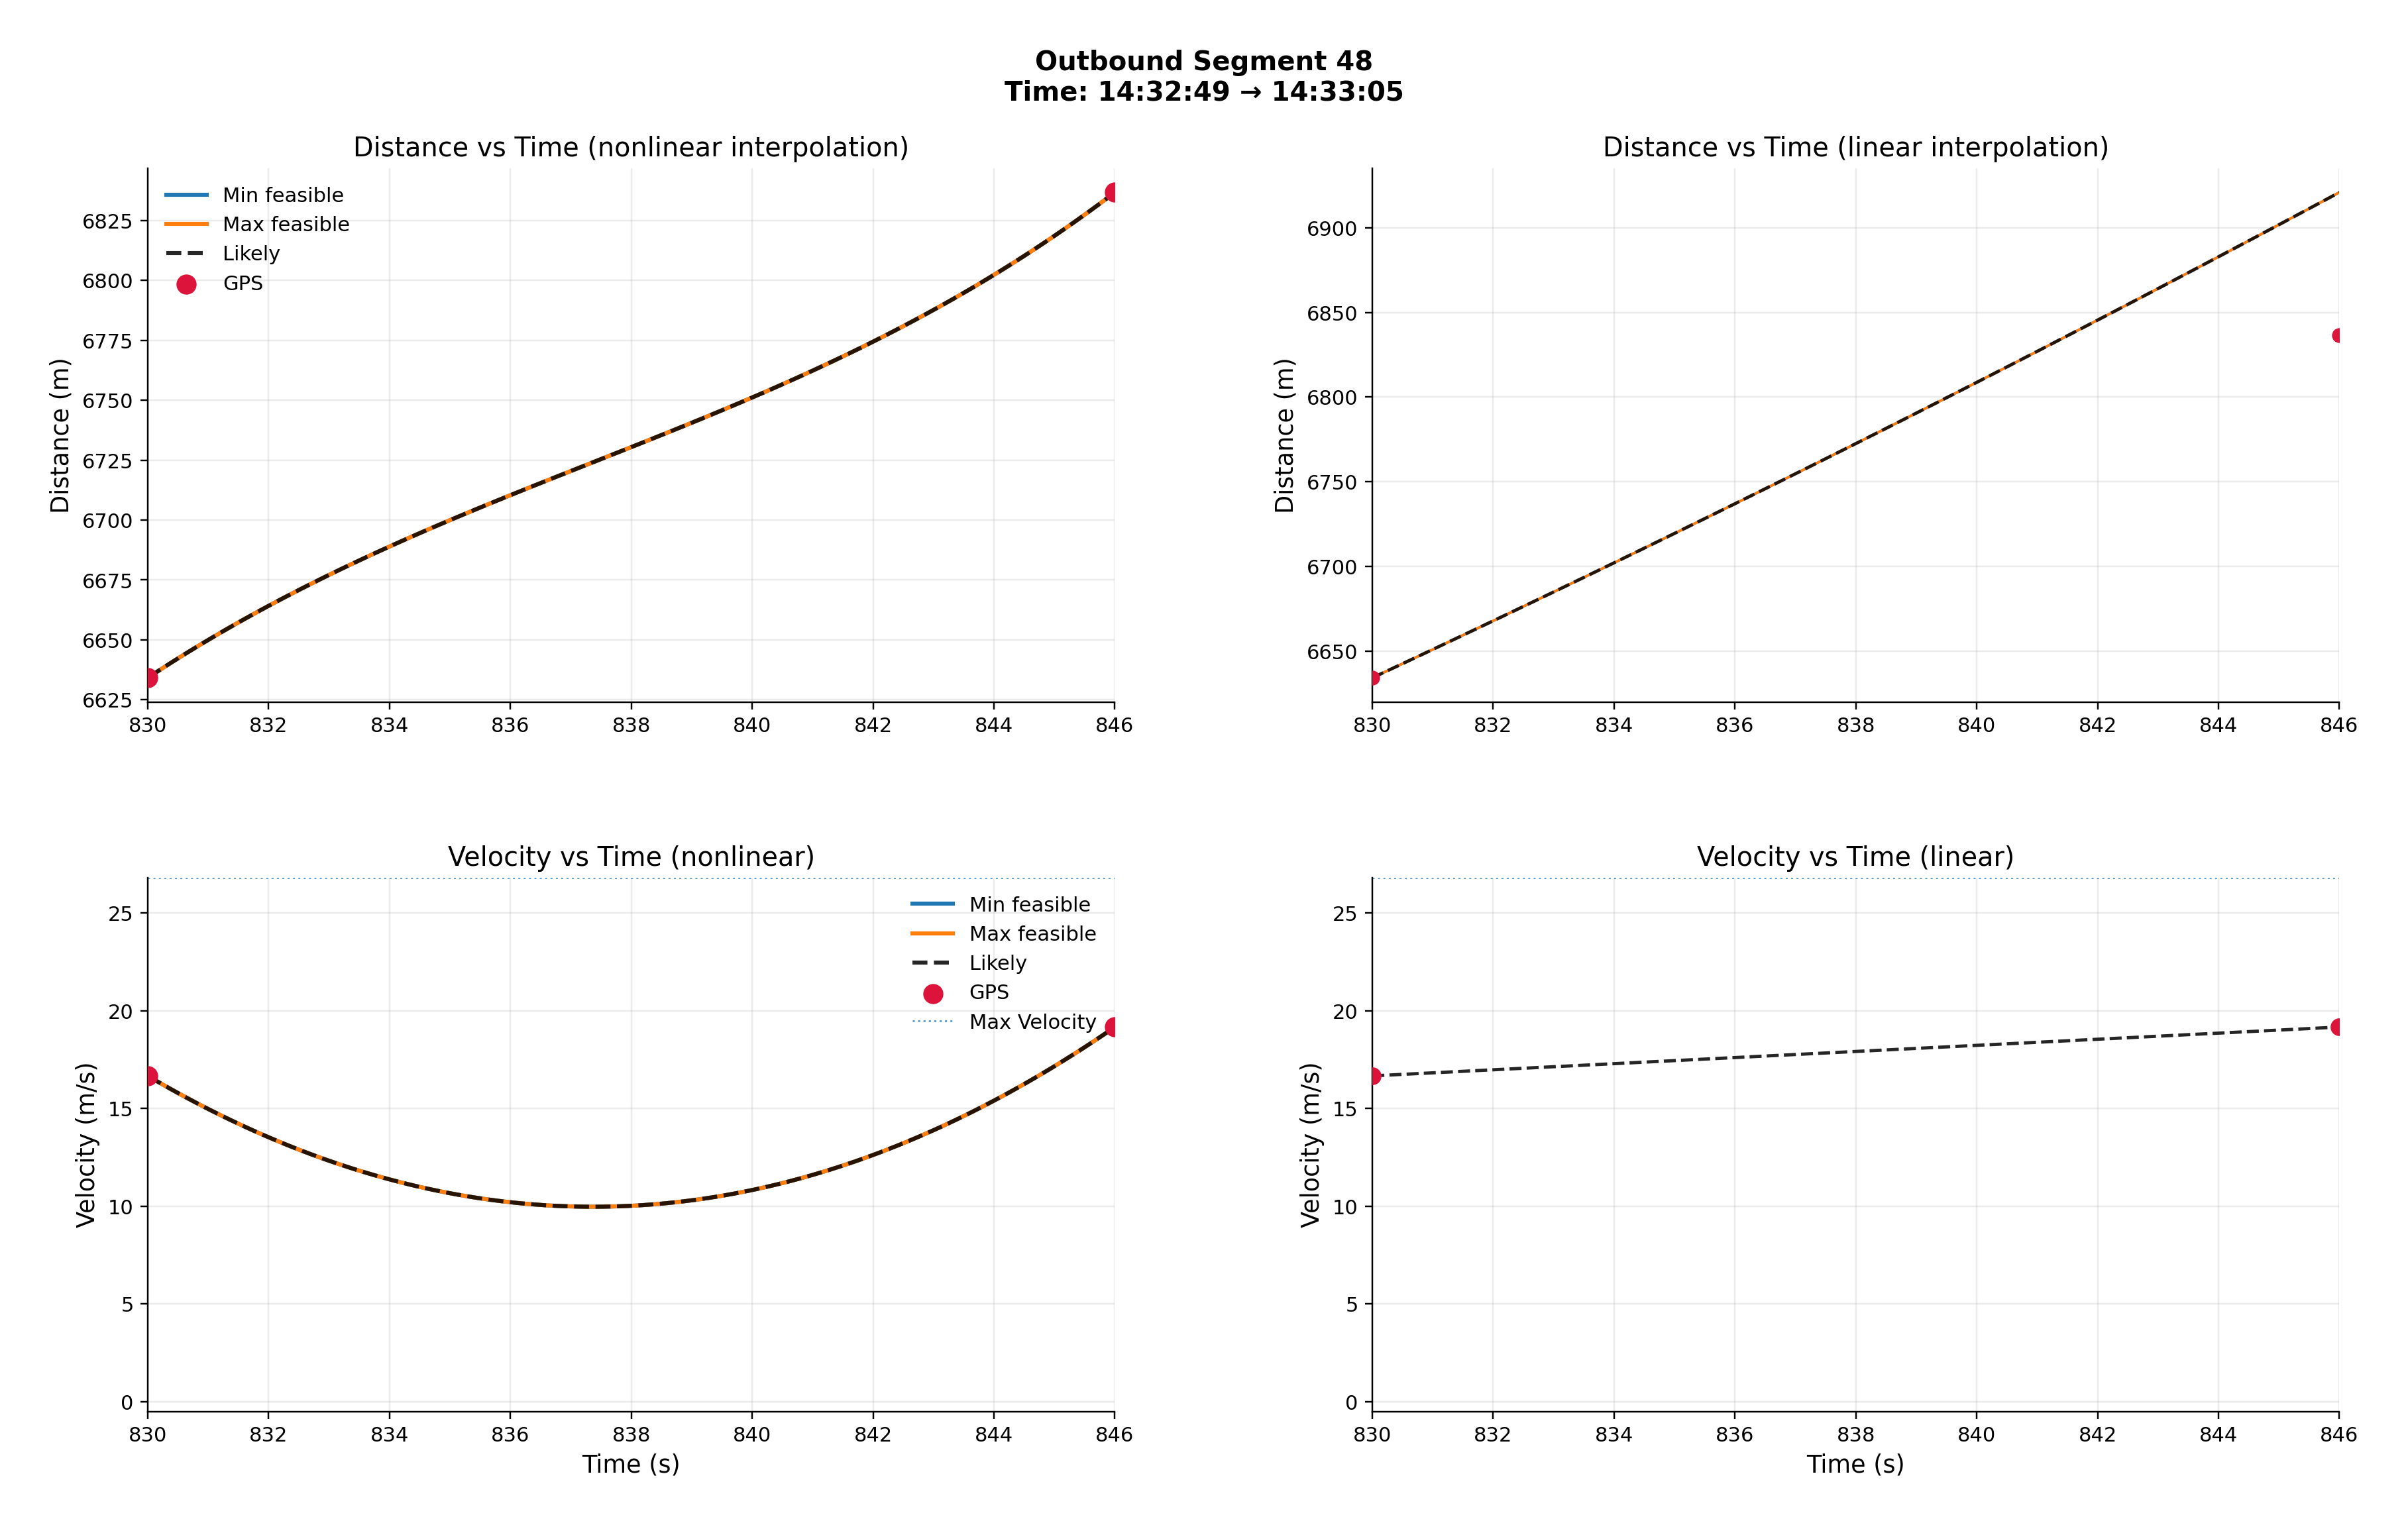 Outbound Segment 48
Time: 14:32:49 → 14:33:05
Distance vs Time (nonlinear interpolation)
Distance (m)
6825
6800
6775
6750
6725
6700
6675
6650
6625
830 832 834 836 838 840 842 844 846
Min feasible
Max feasible
Likely
GPS
Distance vs Time (linear interpolation)
Distance (m)
6900
6850
6800
6750
6700
6650
830 832 834 836 838 840 842 844 846
Velocity vs Time (nonlinear)
Velocity (m/s)
25
20
15
10
5
0
830 832 834 836 838 840 842 844 846
Time (s)
Min feasible
Max feasible
Likely
GPS
Max Velocity
Velocity vs Time (linear)
Velocity (m/s)
25
20
15
10
5
0
830 832 834 836 838 840 842 844 846
Time (s)